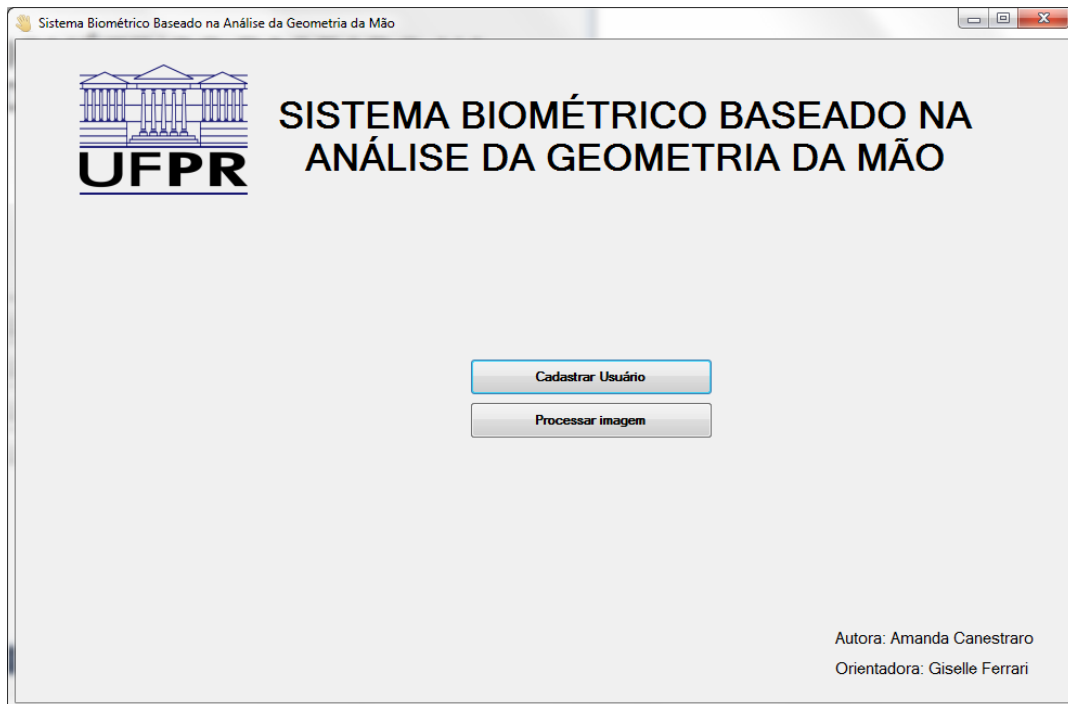 Sistema Biométrico Baseado na Análise da Geometria da Mão
UFPR
SISTEMA BIOMÉTRICO BASEADO NA
ANÁLISE DA GEOMETRIA DA MÃO
Cadastrar Usuário
Processar imagem
Autora: Amanda Canestraro
Orientadora: Giselle Ferrari